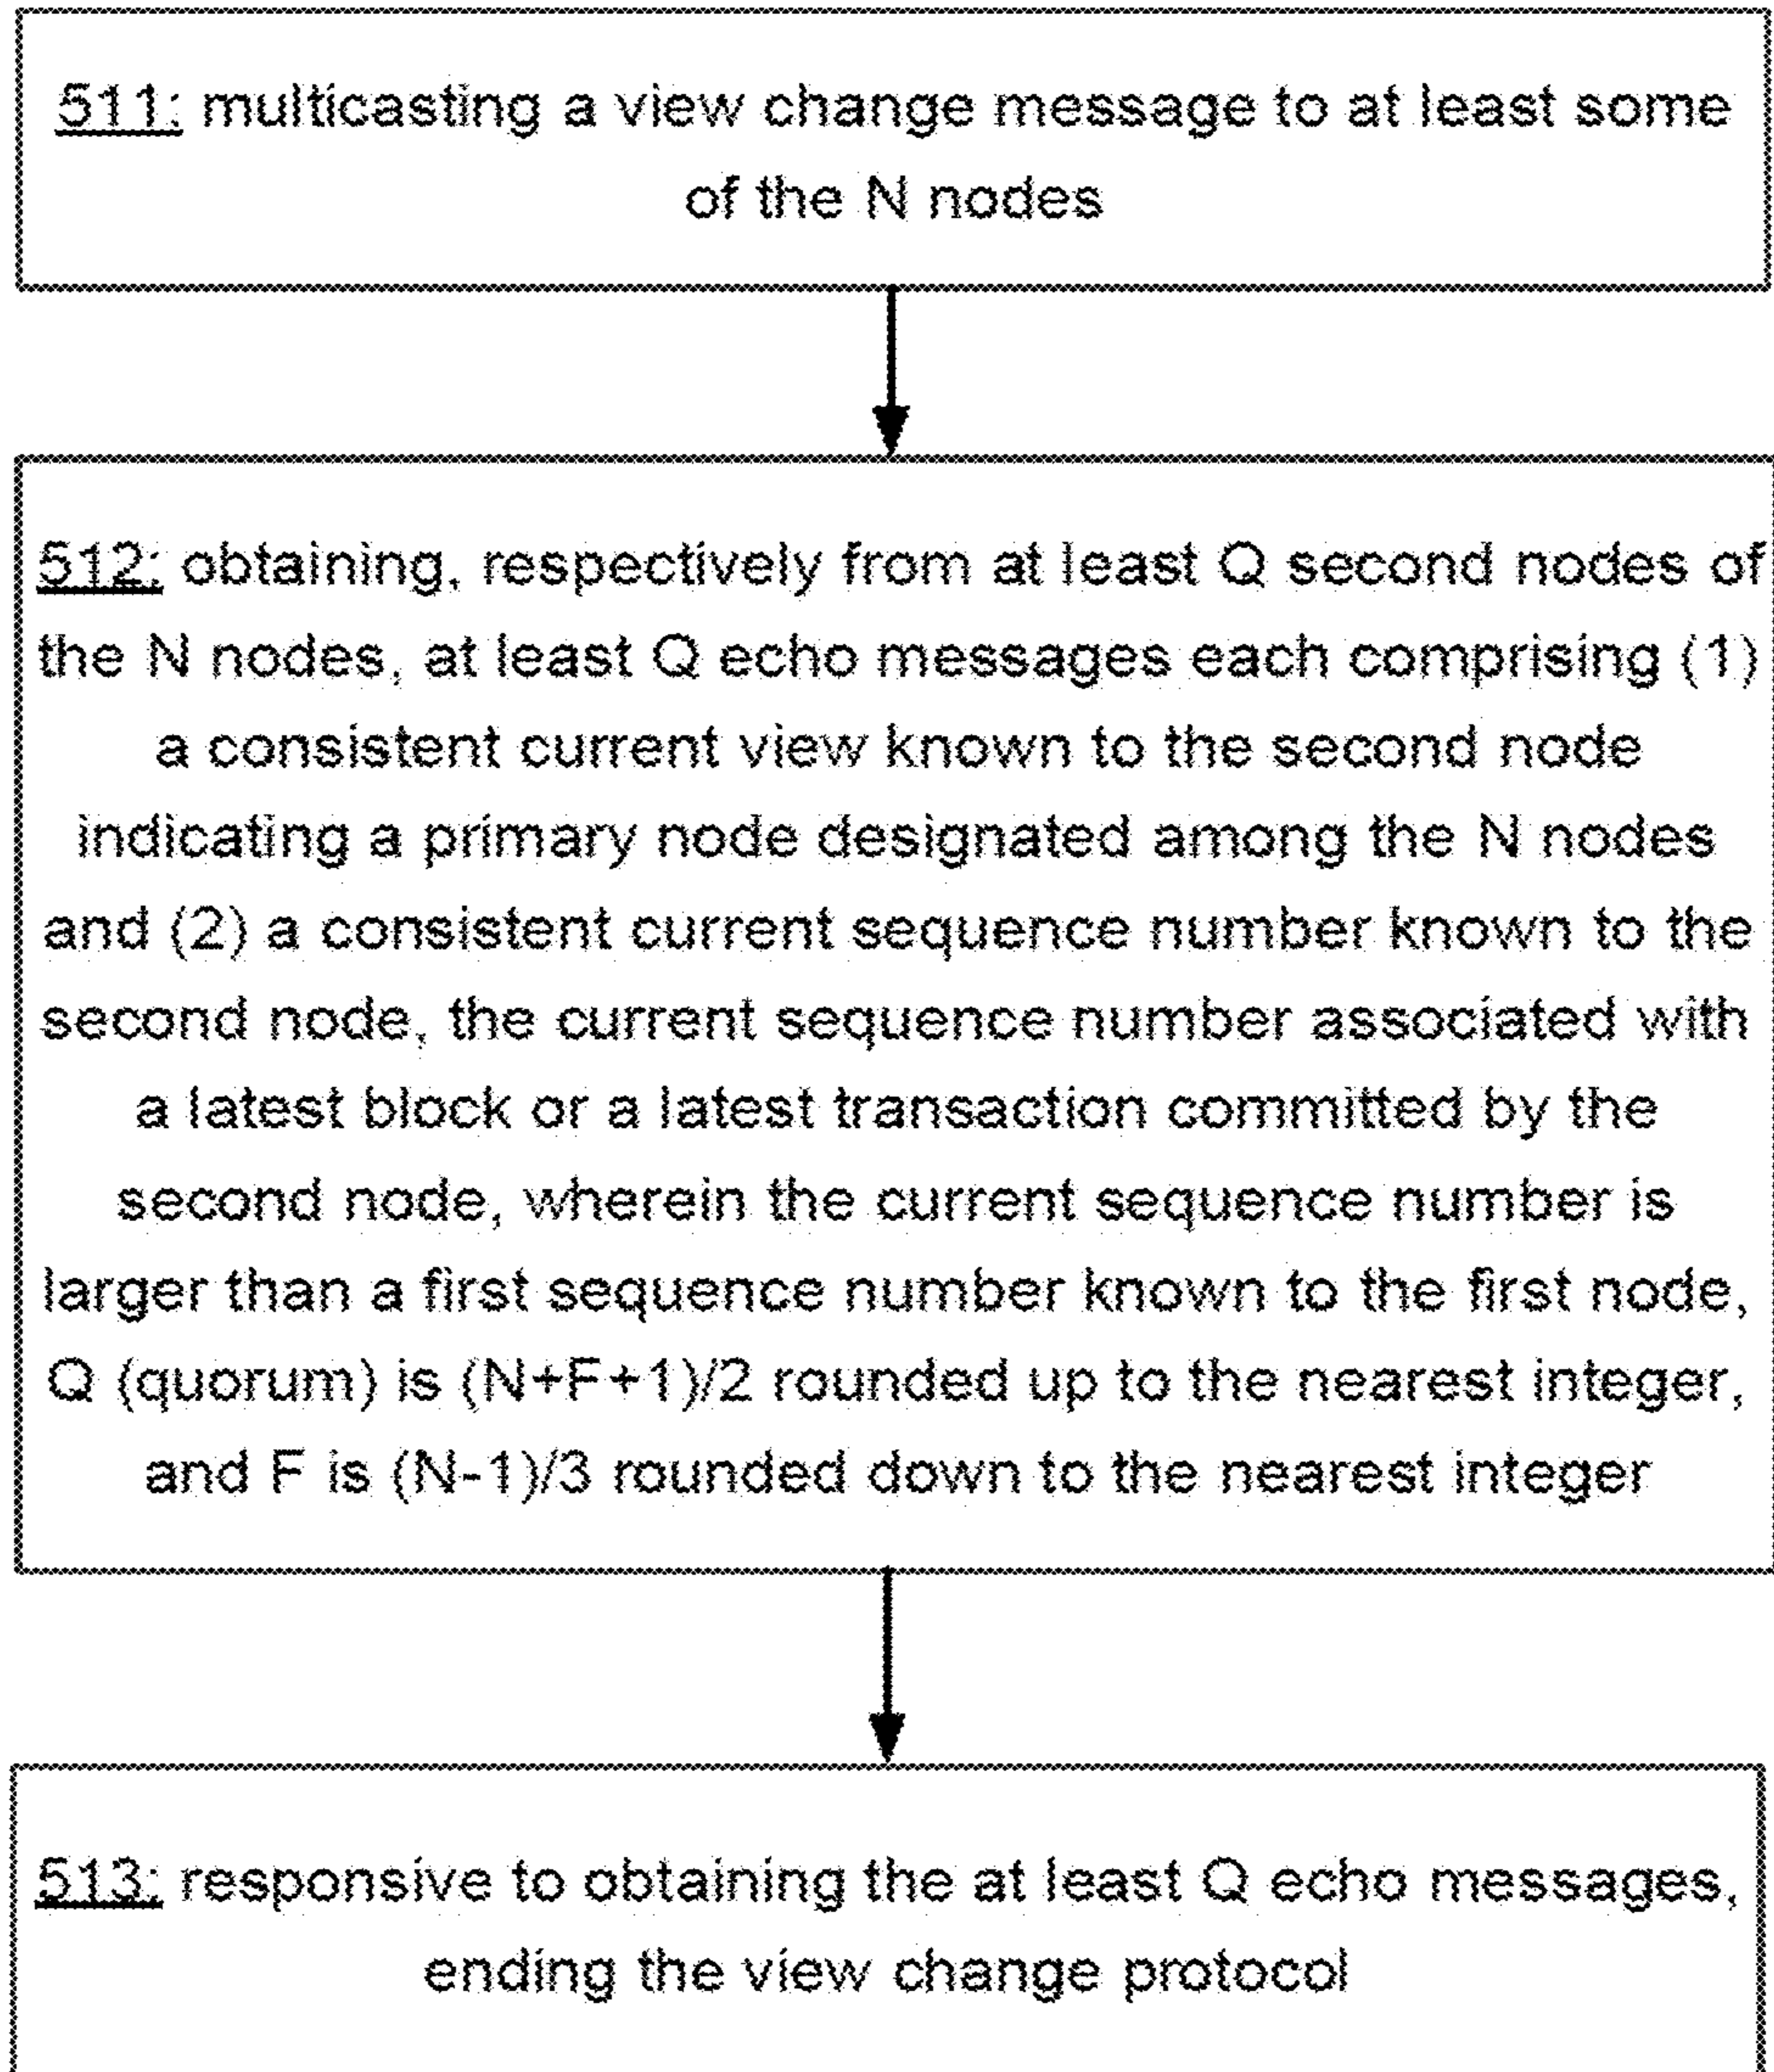 511: multicasting a view change message to at least some
of the N nodes
512: obtaining, respectively from at least Q second nodes of
the N nodes, at least Q echo messages each comprising (1)
a consistent current view known to the second node
indicating a primary node designated among the N nodes
and (2) a consistent current sequence number known to the
second node, the current sequence number associated with
a latest block or a latest transaction committed by the
second node, wherein the current sequence number is
larger than a first sequence number known to the first node,
Q (quorum) is (N+F+1)/2 rounded up to the nearest integer,
and F is (N-1)/3 rounded down to the nearest integer
513: responsive to obtaining the at least Q echo messages,
ending the view change protocol